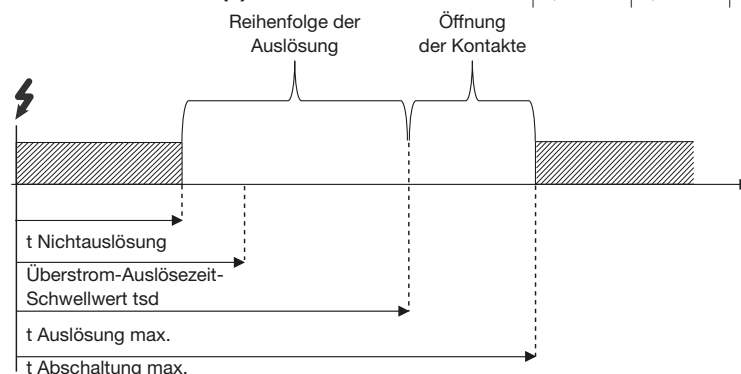 Reihenfolge der
Auslösung
Öffnung
der Kontakte
t Nichtauslösung
Überstrom-Auslösezeit-
Schwellwert tsd
t Auslösung max.
t Abschaltung max.